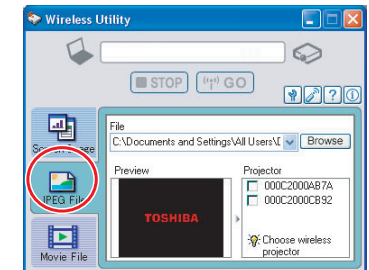 Wireless Utility
STOP
GO
File
C:\Documents and Settings\All Users\D
Browse
Preview
Projector
000C2000AB7A
000C2000CB92
TOSHIBA
Choose wireless
projector
JPEG File
Movie File